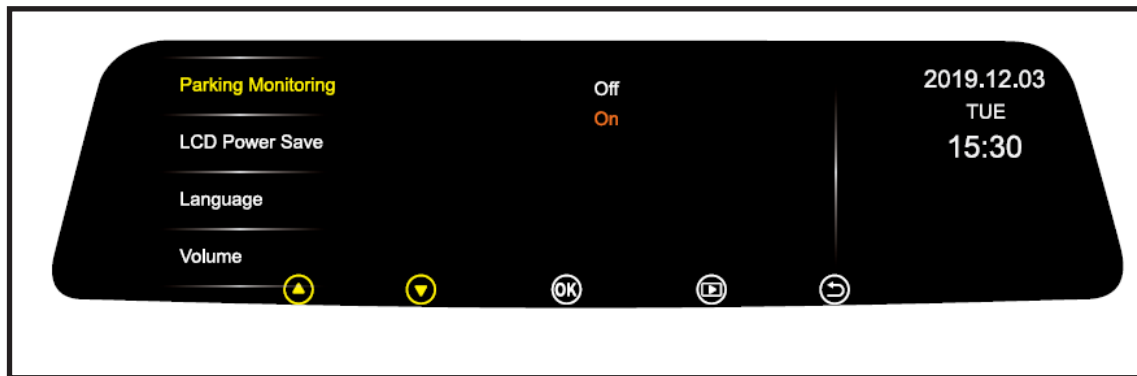 Parking Monitoring
LCD Power Save
Language
Volume
Off
On
2019.12.03
TUE
15:30
OK